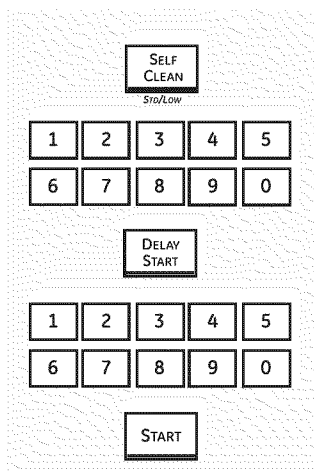 SELF
CLEAN
STD/LOW
1 2 3 4 5
6 7 8 9 0
DELAY
START
1 2 3 4 5
6 7 8 9 0
START